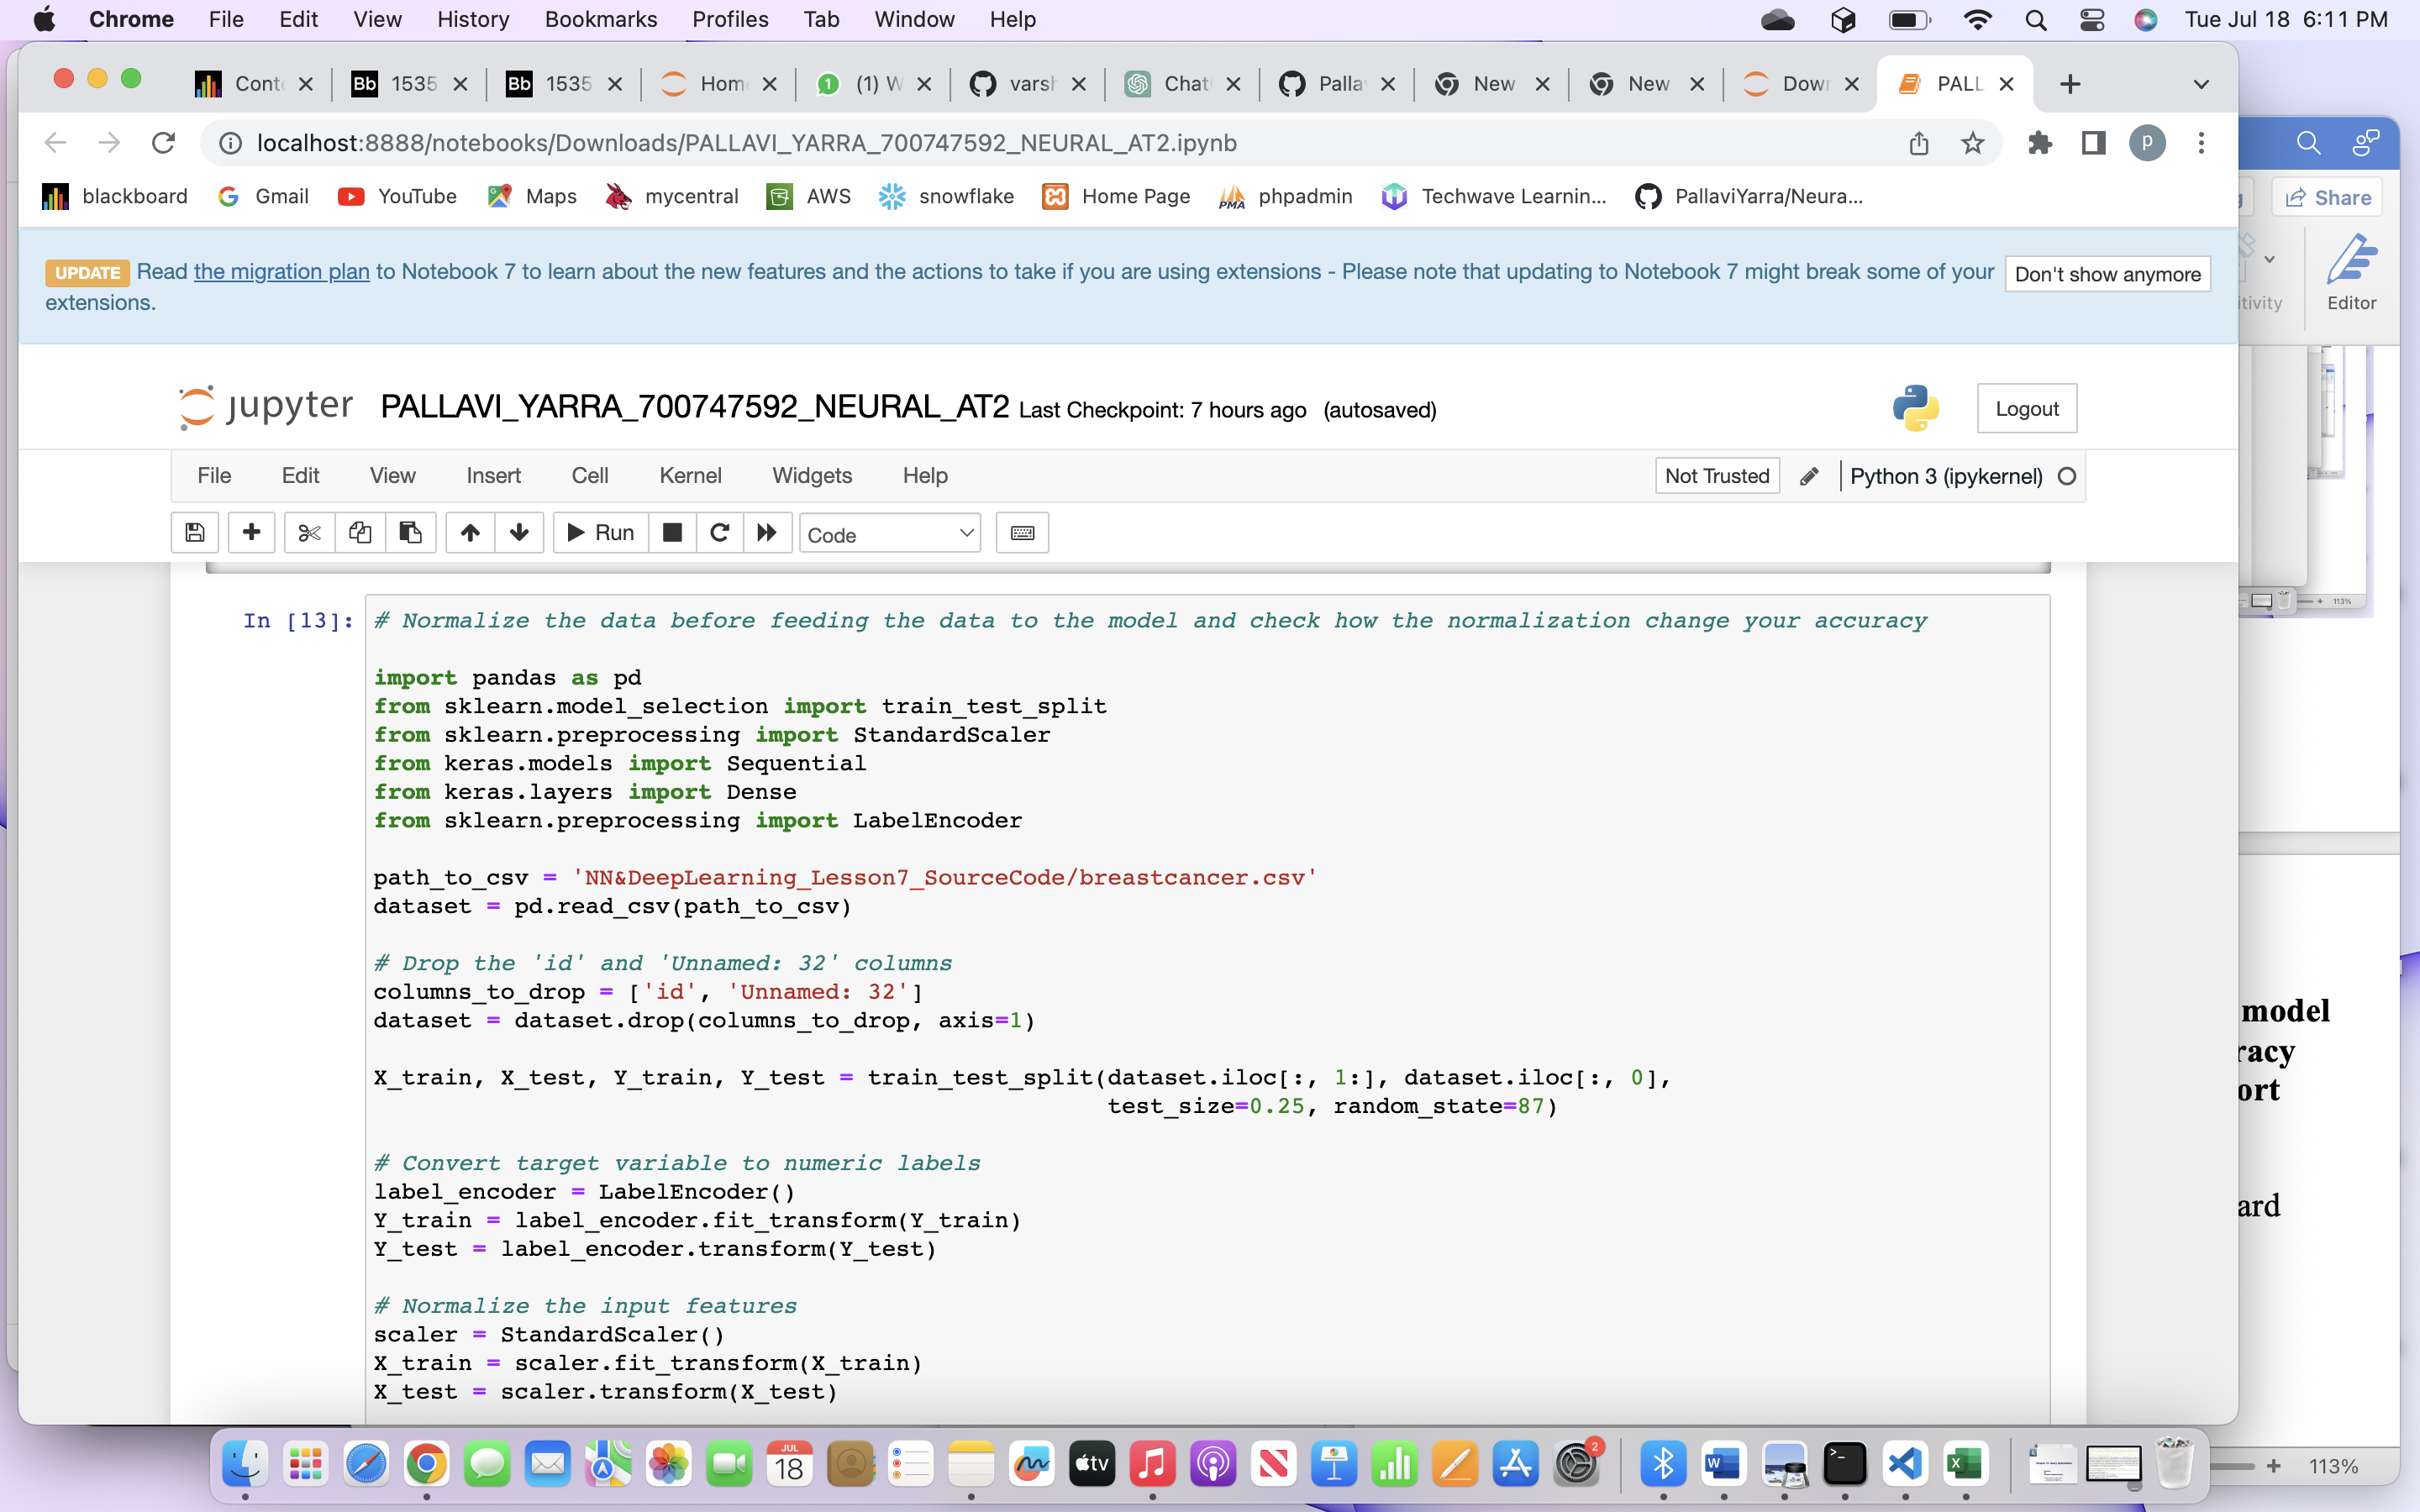 Chrome File Edit View History Bookmarks Profiles Tab Window Help Tue Jul 18 6:11 PM
Cont Bb 1535 Bb 1535 Hom (1) W varsh Chat Palla New New Down PALL
localhost:8888/notebooks/Downloads/PALLAVI_YARRA_700747592_NEURAL_AT2.ipynb p
blackboard Gmail YouTube Maps mycentral AWS snowflake Home Page phpadmin Techwave Learnin... PallaviYarra/Neura...
Share
UPDATE Read the migration plan to Notebook 7 to learn about the new features and the actions to take if you are using extensions - Please note that updating to Notebook 7 might break some of your
extensions.
Don't show anymore
tivity Editor
jupyter PALLAVI_YARRA_700747592_NEURAL_AT2 Last Checkpoint: 7 hours ago (autosaved) Logout
File Edit View Insert Cell Kernel Widgets Help Not Trusted Python 3 (ipykernel)
Run Code
In [13]: # Normalize the data before feeding the data to the model and check how the normalization change your accuracy
import pandas as pd
from sklearn.model_selection import train_test_split
from sklearn.preprocessing import StandardScaler
from keras.models import Sequential
from keras.layers import Dense
from sklearn.preprocessing import LabelEncoder
path_to_csv = 'NN&DeepLearning_Lesson7_SourceCode/breastcancer.csv'
dataset = pd.read_csv(path_to_csv)
# Drop the 'id' and 'Unnamed: 32' columns
columns_to_drop = ['id', 'Unnamed: 32']
dataset = dataset.drop(columns_to_drop, axis=1)
X_train, X_test, Y_train, Y_test = train_test_split(dataset.iloc[:, 1:], dataset.iloc[:, 0],
test_size=0.25, random_state=87)
# Convert target variable to numeric labels
label_encoder = LabelEncoder()
Y_train = label_encoder.fit_transform(Y_train)
Y_test = label_encoder.transform(Y_test)
# Normalize the input features
scaler = StandardScaler()
X_train = scaler.fit_transform(X_train)
X_test = scaler.transform(X_test)
113%
model
racy
ort
ard
JUL
18
tv
2
113%